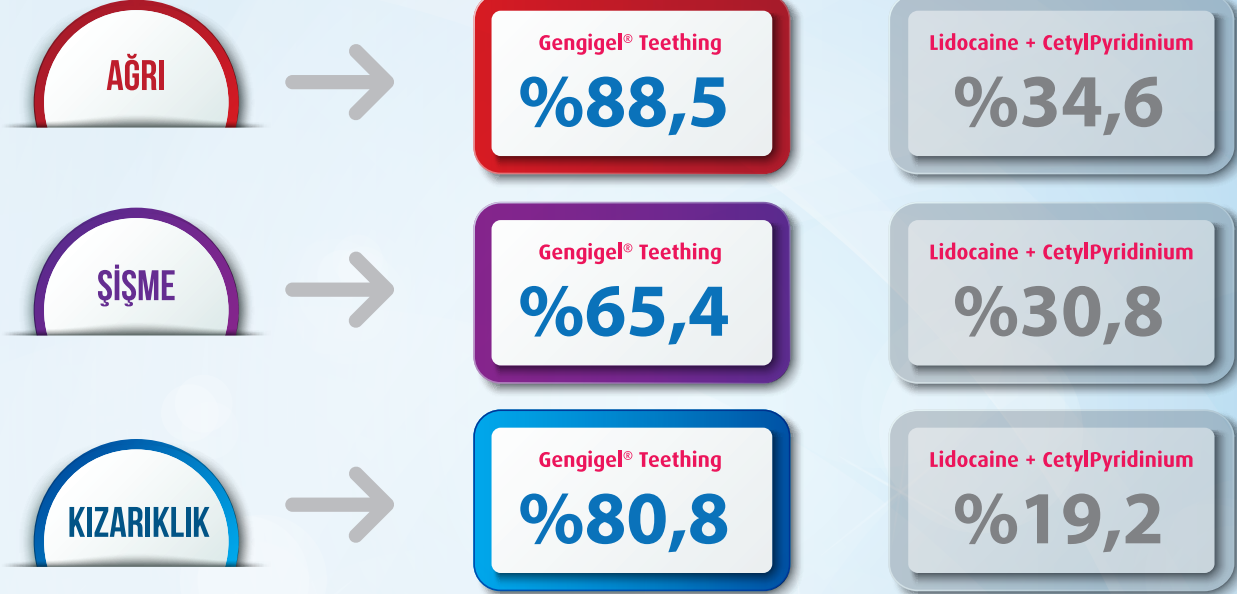 AĞRI
Gengigel® Teething
%88,5
Lidocaine + CetylPyridinium
%34,6
ŞİŞME
Gengigel® Teething
%65,4
Lidocaine + CetylPyridinium
%30,8
KIZARIKLIK
Gengigel® Teething
%80,8
Lidocaine + CetylPyridinium
%19,2